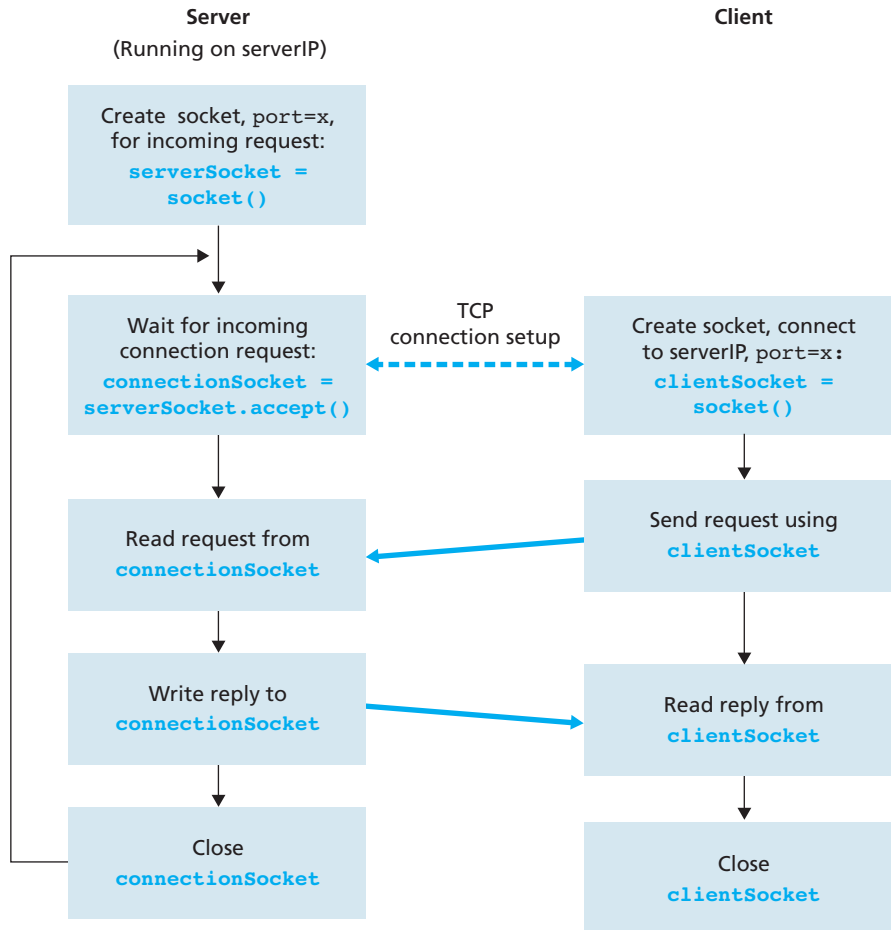 Server
(Running on serverIP)
Create socket, port=x,
for incoming request:
serverSocket =
socket()
Wait for incoming
connection request:
connectionSocket =
serverSocket.accept()
Read request from
connectionSocket
Write reply to
connectionSocket
Close
connectionSocket
TCP
connection setup
Client
Create socket, connect
to serverIP, port=x:
clientSocket =
socket()
Send request using
clientSocket
Read reply from
clientSocket
Close
clientSocket